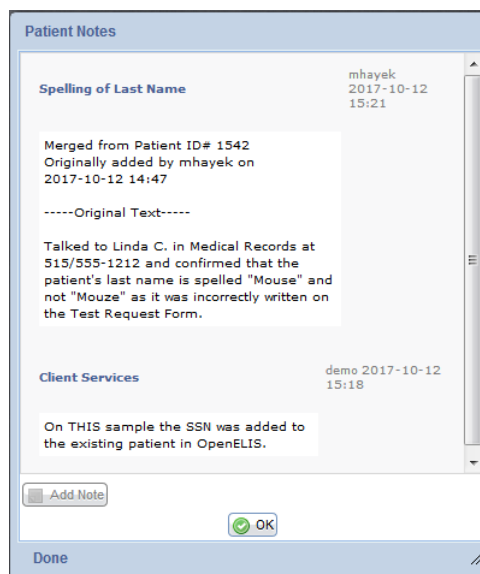 Patient Notes
Spelling of Last Name
mhayek
2017-10-12
15:21
Merged from Patient ID# 1542
Originally added by mhayek on
2017-10-12 14:47
-----Original Text-----
Talked to Linda C. in Medical Records at
515/555-1212 and confirmed that the
patient's last name is spelled "Mouse" and
not "Mouze" as it was incorrectly written on
the Test Request Form.
Client Services
demo 2017-10-12
15:18
On THIS sample the SSN was added to
the existing patient in OpenELIS.
Add Note
OK
Done